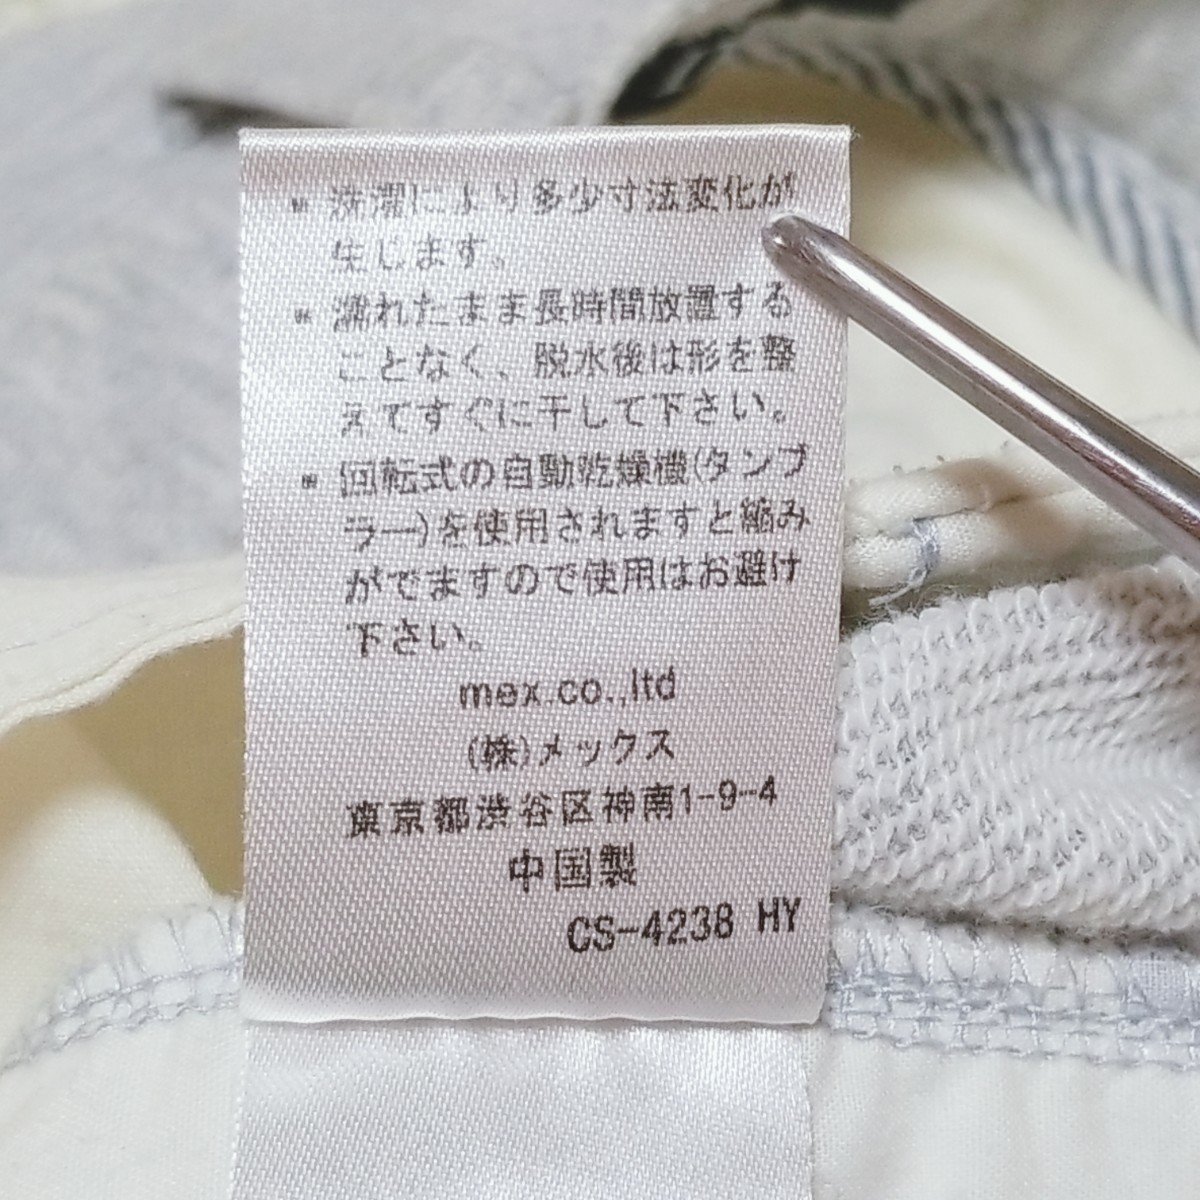 * 洗濯により多少寸法変化が
生じます。
* 濡れたまま長時間放置する
ことなく、脱水後は形を整
えてすぐに干して下さい。
* 回転式の自動乾燥機(タンブ
ラー)を使用されますと縮み
がでますので使用はお避け
下さい。
mex.co.,ltd
(株)メックス
東京都渋谷区神南1-9-4
中国製
CS-4238 HY